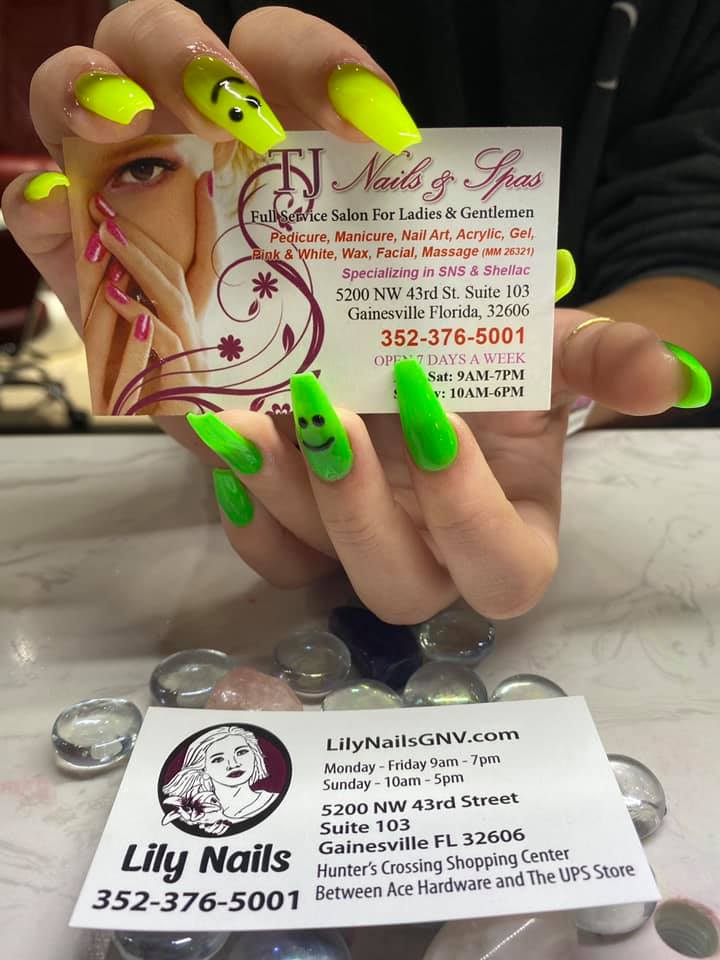 TJ Nails & Spas
Full Service Salon For Ladies & Gentlemen
Pedicure, Manicure, Nail Art, Acrylic, Gel,
Pink & White, Wax, Facial, Massage (MM 26321)
Specializing in SNS & Shellac
5200 NW 43rd St. Suite 103
Gainesville Florida, 32606
352-376-5001
OPEN 7 DAYS A WEEK
Sat: 9AM-7PM
10AM-6PM
Lily Nails
352-376-5001
LilyNailsGNV.com
Monday - Friday 9am - 7pm
Sunday - 10am - 5pm
5200 NW 43rd Street
Suite 103
Gainesville FL 32606
Hunter's Crossing Shopping Center
Between Ace Hardware and The UPS Store